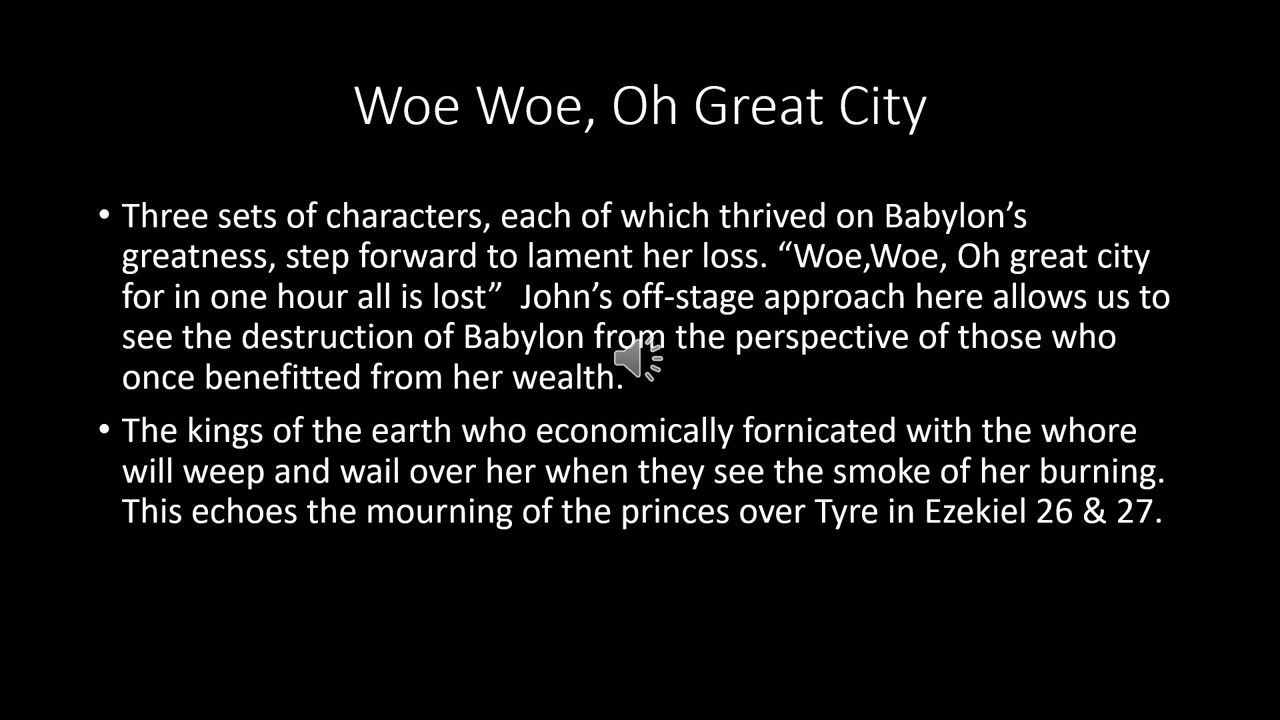 Woe Woe, Oh Great City
• Three sets of characters, each of which thrived on Babylon’s
greatness, step forward to lament her loss. “Woe,Woe, Oh great city
for in one hour all is lost”  John’s off-stage approach here allows us to
see the destruction of Babylon from the perspective of those who
once benefitted from her wealth.
• The kings of the earth who economically fornicated with the whore
will weep and wail over her when they see the smoke of her burning.
This echoes the mourning of the princes over Tyre in Ezekiel 26 & 27.